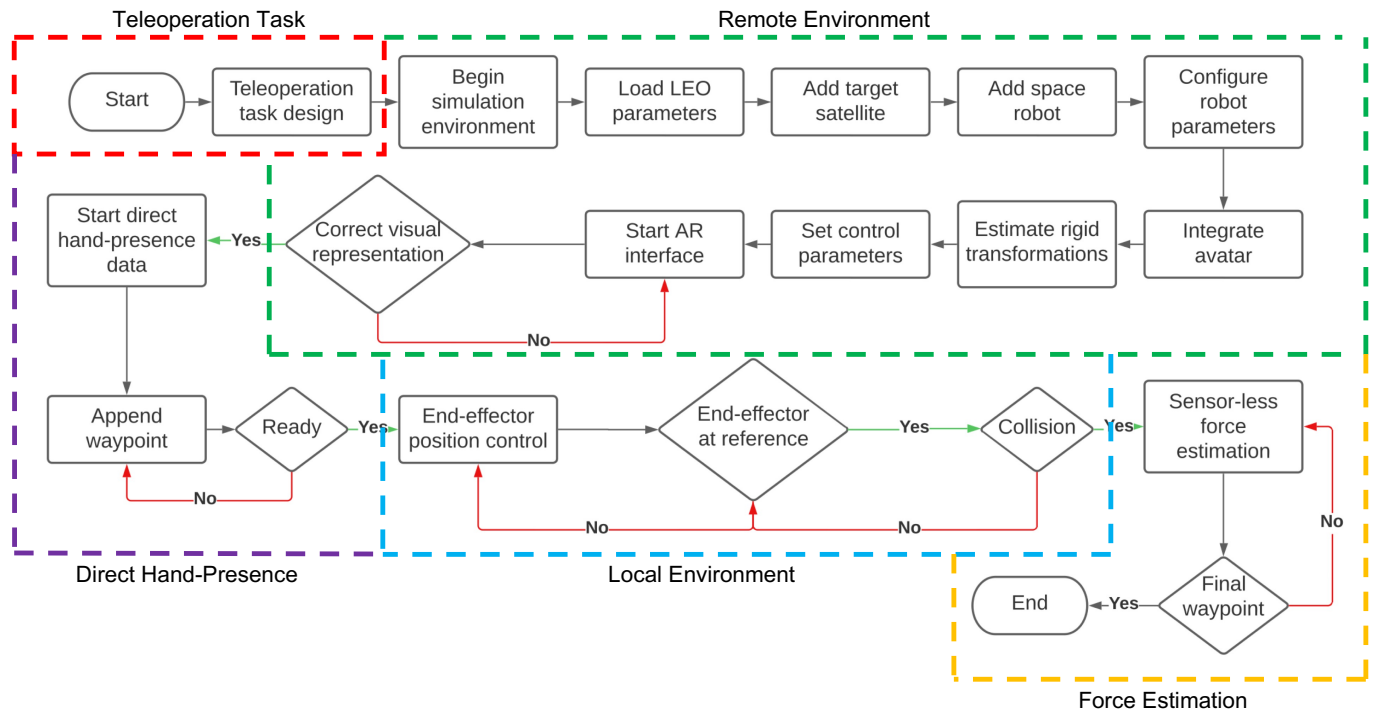 Teleoperation Task
Remote Environment
Start
Teleoperation
task design
Begin
simulation
environment
Load LEO
parameters
Add target
satellite
Add space
robot
Configure
robot
parameters
Start direct
hand-presence
data
Yes
Correct visual
representation
Start AR
interface
Set control
parameters
Estimate rigid
transformations
Integrate
avatar
No
Append
waypoint
Ready
Yes
End-effector
position control
End-effector
at reference
Yes
Collision
Yes
Sensor-less
force
estimation
No
No
No
No
Direct Hand-Presence
Local Environment
End
Yes
Final
waypoint
Force Estimation